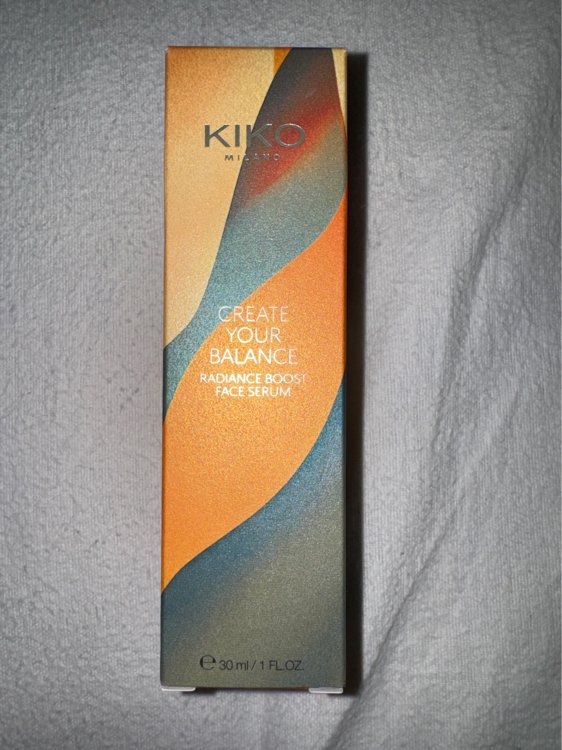 KIKO
MILANO
CREATE
YOUR
BALANCE
RADIANCE BOOST
FACE SERUM
℮ 30 ml / 1 FL.OZ.